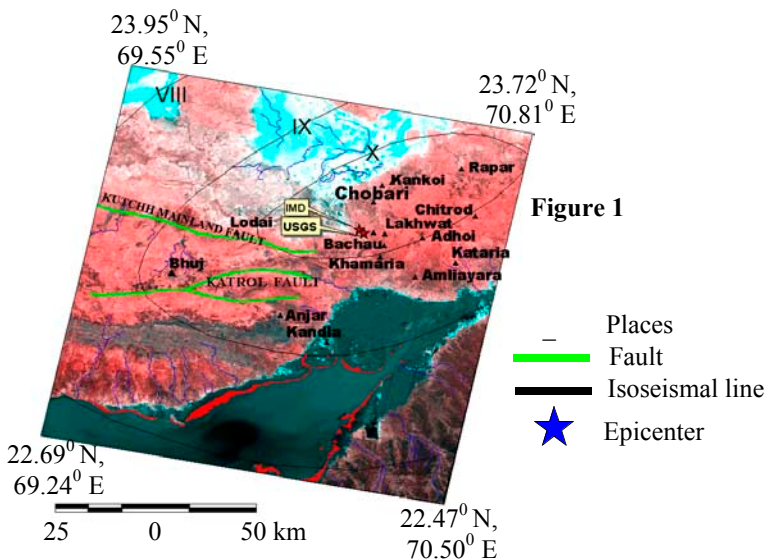 23.95⁰ N,
69.55⁰ E
23.72⁰ N,
70.81⁰ E
VIII
IX
X
Rapar
Kankoi
Chobari
Figure 1
KUTCHH MAINLAND FAULT
Lodai
IMD
USGS
Chitrod
Lakhwat
Adhoi
Bachau
Kataria
Khamaria
Bhuj
Amliayara
KATROL FAULT
Anjar
Kandla
_ Places
Fault
Isoseismal line
Epicenter
22.69⁰ N,
69.24⁰ E
22.47⁰ N,
70.50⁰ E
25 0 50 km